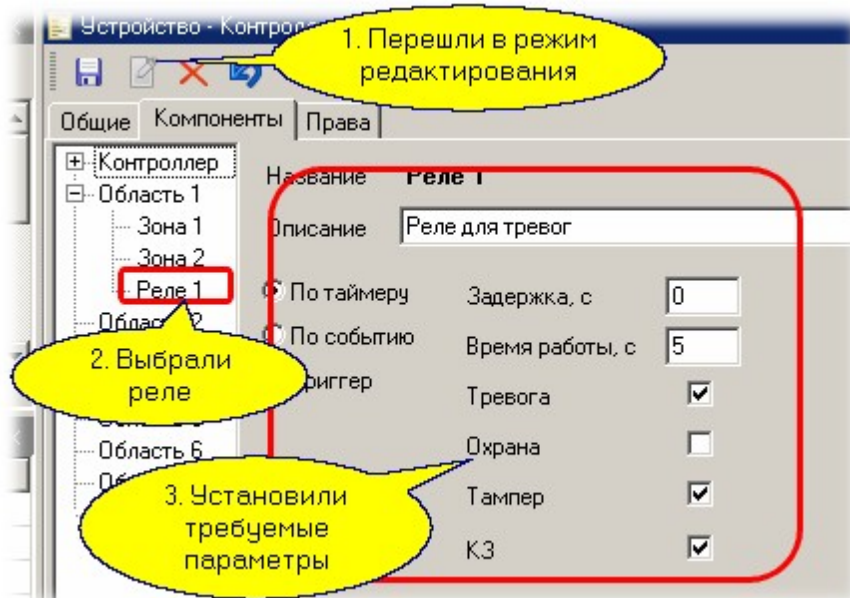 Устройство - Контрол
1. Перешли в режим
редактирования
Общие
Компоненты
Права
Контроллер
Область 1
Зона 1
Зона 2
Реле 1
2. Выбрали
реле
Область 6
3. Установили
требуемые
параметры
Название Реле 1
Описание Реле для тревог
По таймеру
По событию
Задержка, с 0
Время работы, с 5
Тревога
Охрана
Тампер
КЗ